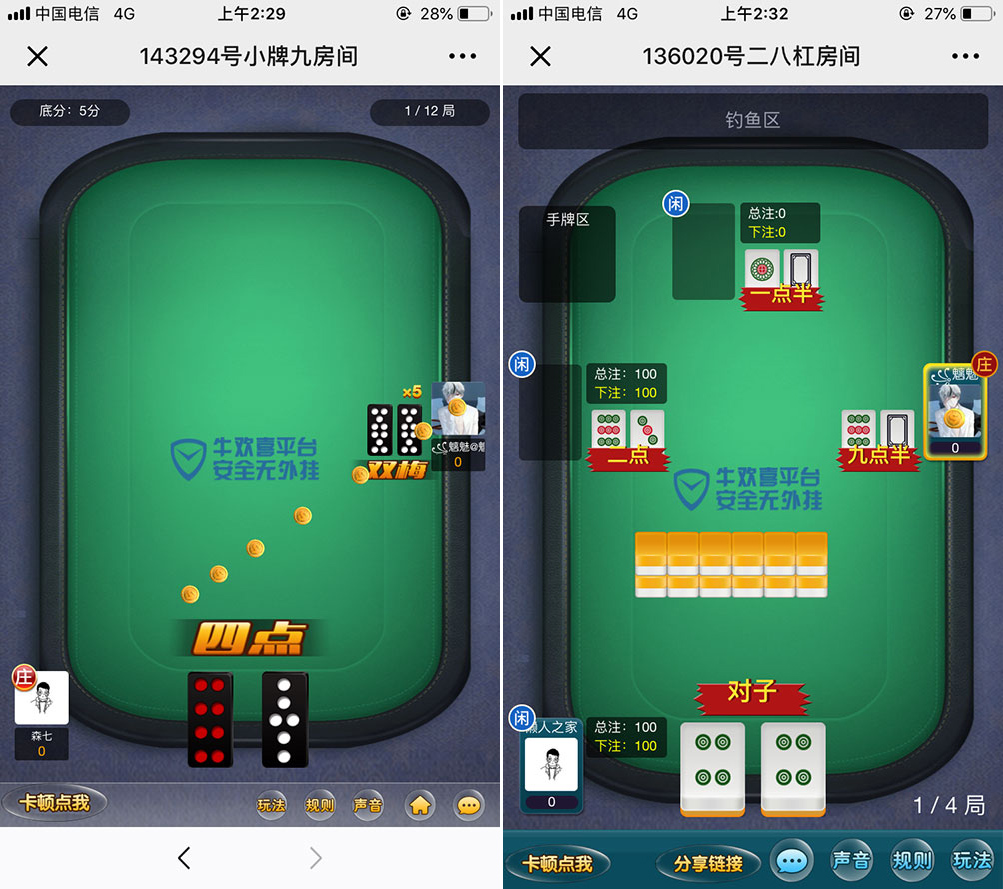 中国电信 4G
上午2:29
28%
143294号小牌九房间
底分：5分
1 / 12 局
×5
魑魅@魁
0
双梅
牛欢喜平台
安全无外挂
四点
庄
森七
0
卡顿点我
玩法
规则
声音
中国电信 4G
上午2:32
27%
136020号二八杠房间
钓鱼区
手牌区
闲
总注:0
下注:0
一点半
闲
总注：100
下注：100
二点
庄
魑魅
0
九点半
牛欢喜平台
安全无外挂
对子
闲
懒人之家
0
总注：100
下注：100
1 / 4 局
卡顿点我
分享链接
声音
规则
玩法